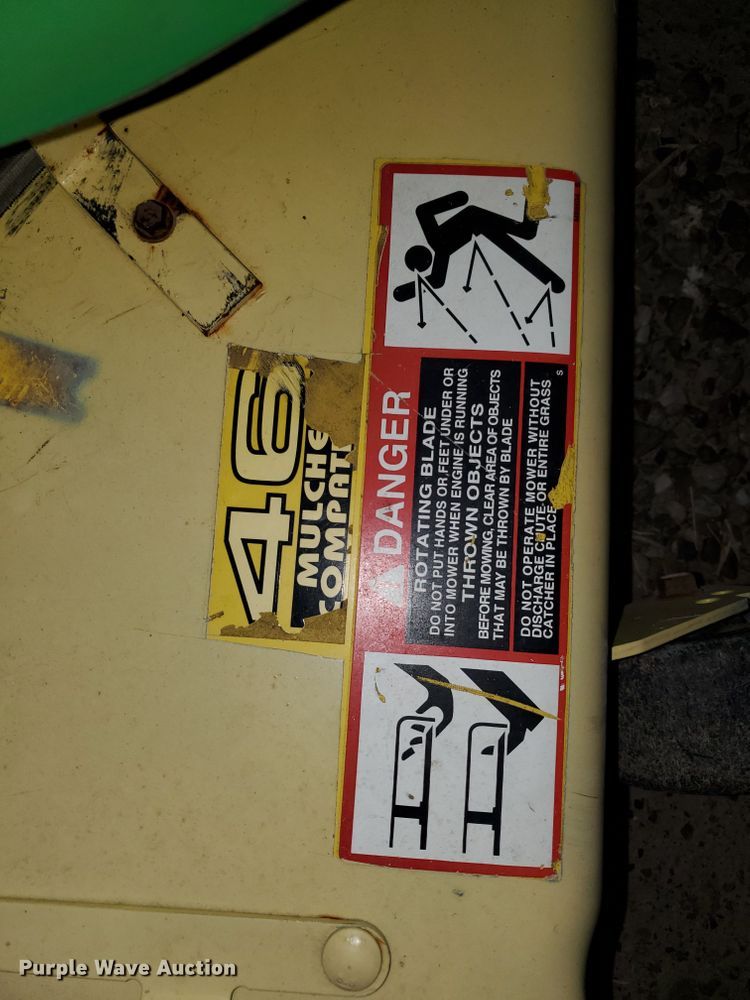 46
MULCHE
COMPAT
DANGER
ROTATING BLADE
DO NOT PUT HANDS OR FEET UNDER OR
INTO MOWER WHEN ENGINE IS RUNNING
THROWN OBJECTS
BEFORE MOWING, CLEAR AREA OF OBJECTS
THAT MAY BE THROWN BY BLADE
DO NOT OPERATE MOWER WITHOUT
DISCHARGE CHUTE OR ENTIRE GRASS
CATCHER IN PLACE
S
Purple Wave Auction